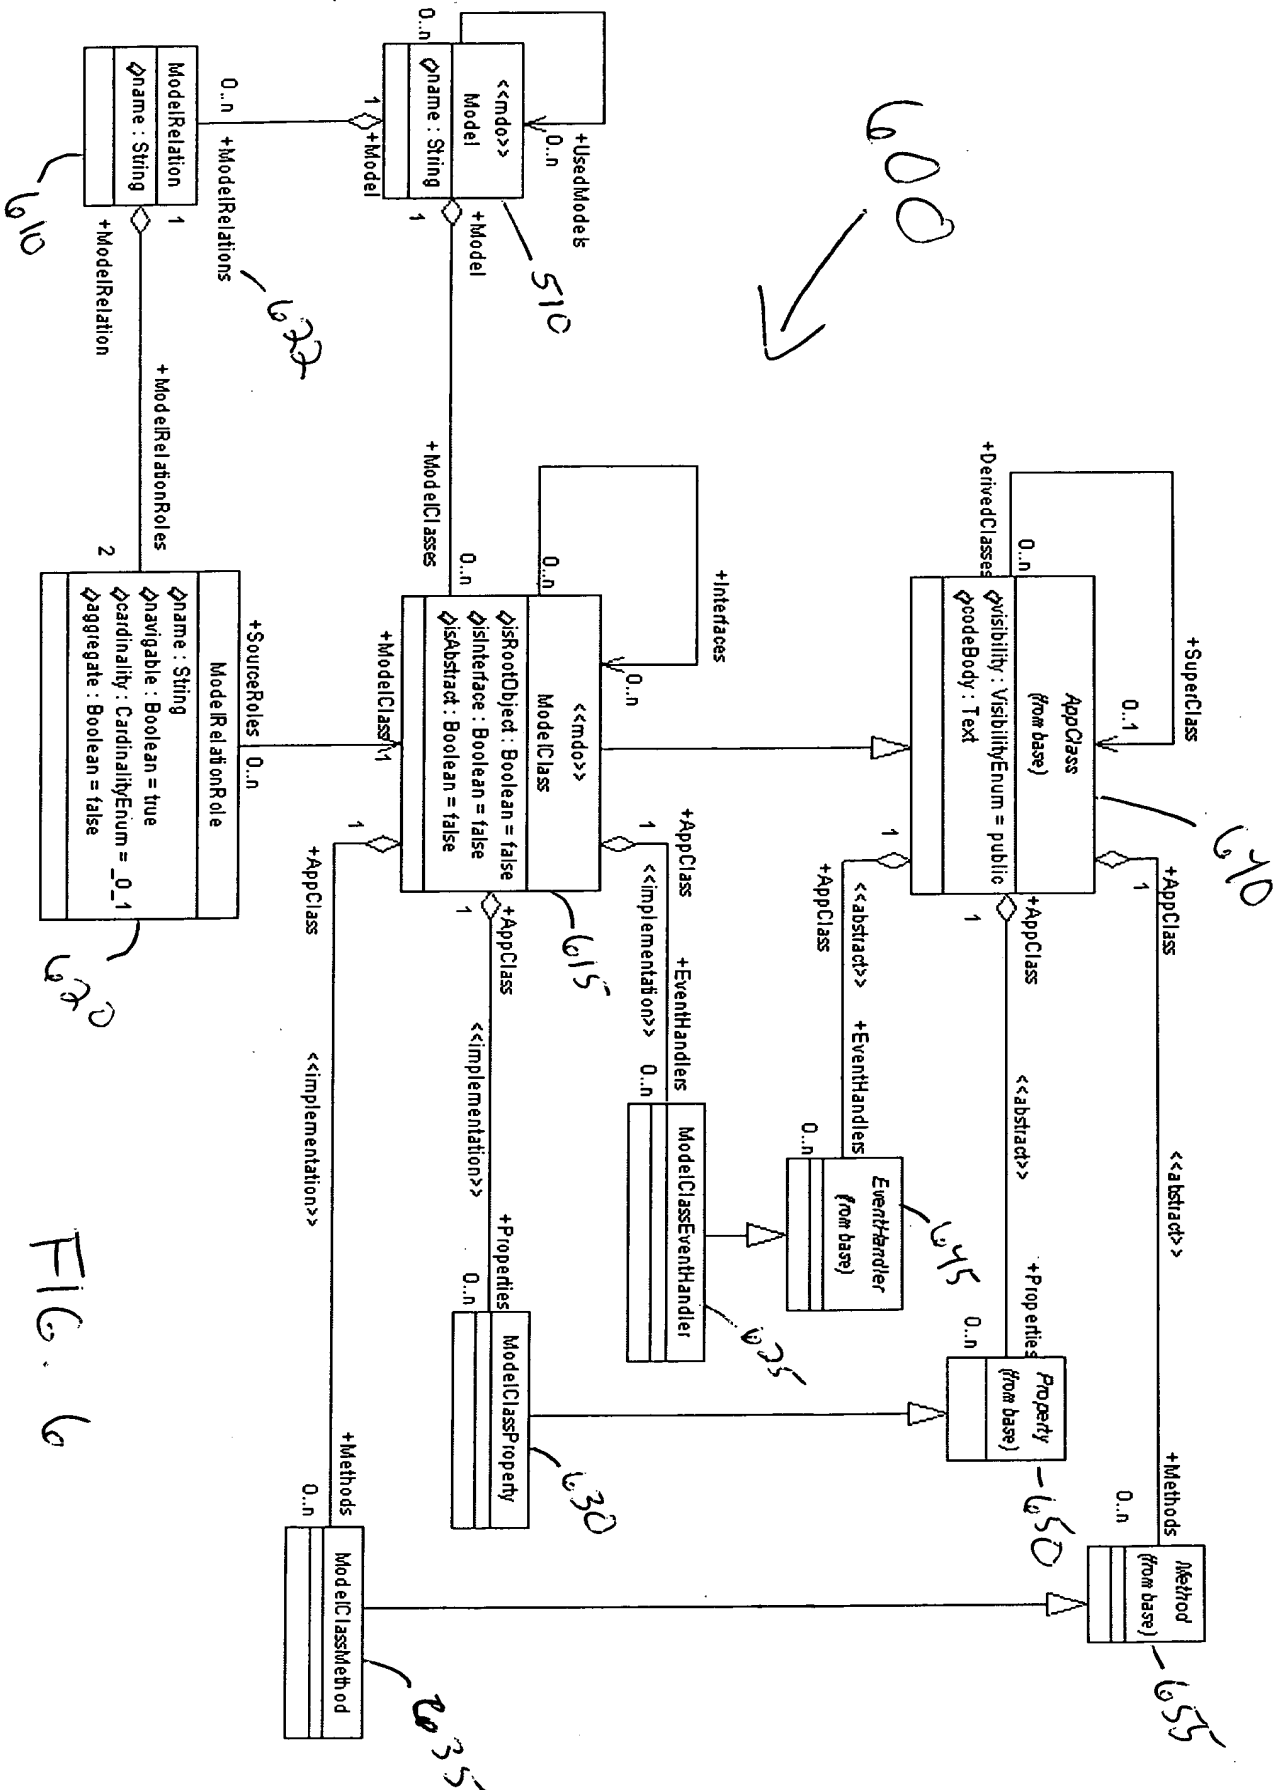 600
+SuperClass
0..1
+DerivedClasses
0..n
AppClass
(from base)
visibility : VisibilityEnum = public
codeBody : Text
640
+AppClass
1
<<abstract>>
+Methods
0..n
Method
(from base)
655
+AppClass
1
<<abstract>>
+Properties
0..n
Property
(from base)
650
1
+AppClass
<<abstract>>
+EventHandlers
0..n
EventHandler
(from base)
645
+UsedModels
0..n
0..n
<<mdo>>
Model
name : String
510
+Model
1
+ModelClasses
0..n
+Interfaces
0..n
0..n
<<mdo>>
ModelClass
isRootObject : Boolean = false
isInterface : Boolean = false
isAbstract : Boolean = false
615
+AppClass
1
<<implementation>>
+EventHandlers
0..n
ModelClassEventHandler
+AppClass
1
<<implementation>>
+Properties
0..n
ModelClassProperty
630
1
+AppClass
<<implementation>>
+Methods
0..n
ModelClassMethod
1
+Model
0..n
+ModelRelations
622
ModelRelation
name : String
610
1
+ModelRelation
+ModelRelationRoles
2
+ModelClass
1
+SourceRoles
0..n
ModelRelationRole
name : String
navigable : Boolean = true
cardinality : CardinalityEnum = _0_1
aggregate : Boolean = false
620
FIG. 6